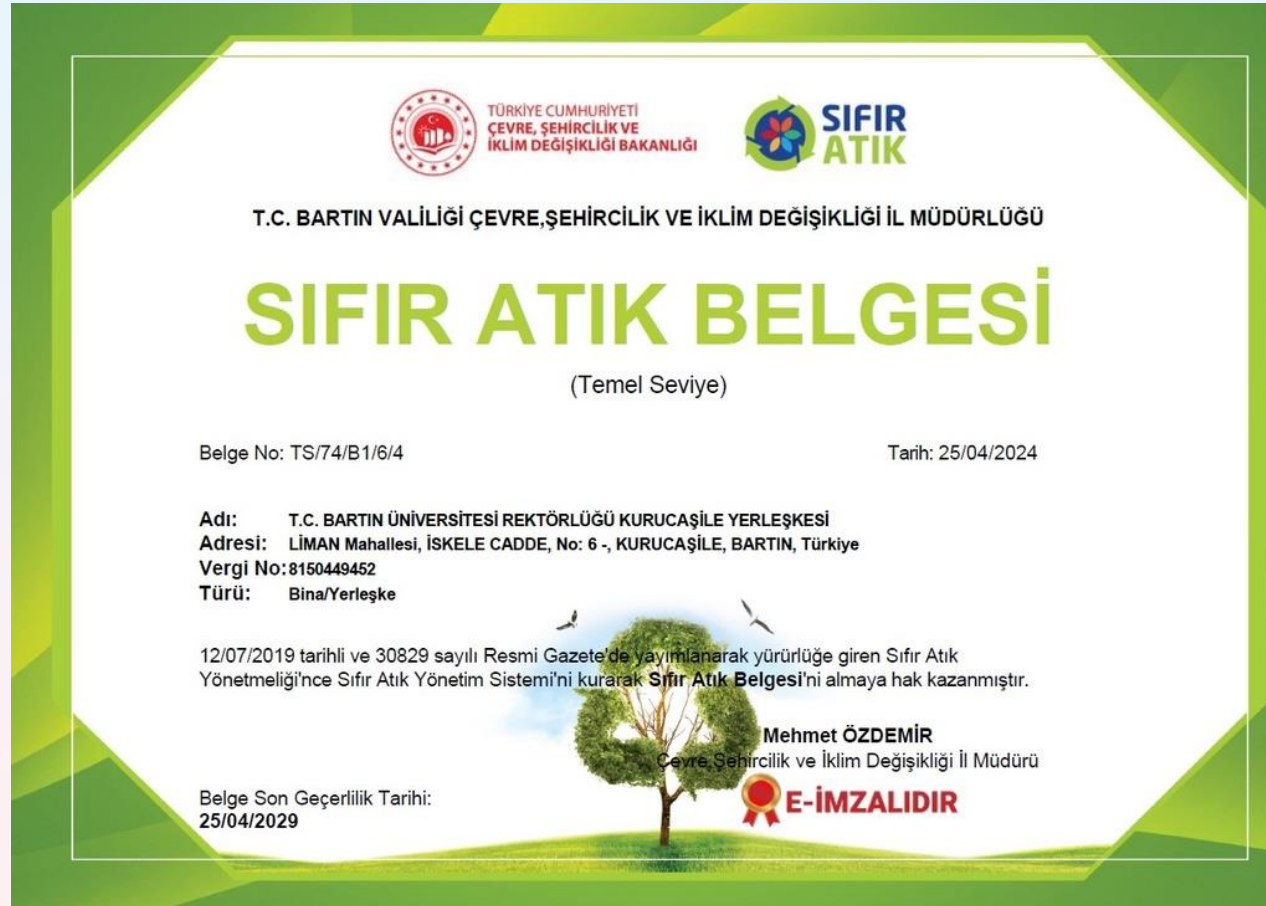 TÜRKİYE CUMHURİYETİ
ÇEVRE, ŞEHİRCİLİK VE
İKLİM DEĞİŞİKLİĞİ BAKANLIĞI
SIFIR
ATIK
T.C. BARTIN VALİLİĞİ ÇEVRE,ŞEHİRCİLİK VE İKLİM DEĞİŞİKLİĞİ İL MÜDÜRLÜĞÜ
SIFIR ATIK BELGESİ
(Temel Seviye)
Belge No: TS/74/B1/6/4 Tarih: 25/04/2024
Adı: T.C. BARTIN ÜNİVERSİTESİ REKTÖRLÜĞÜ KURUCAŞİLE YERLEŞKESİ
Adresi: LİMAN Mahallesi, İSKELE CADDE, No: 6 -, KURUCAŞİLE, BARTIN, Türkiye
Vergi No: 8150449452
Türü: Bina/Yerleşke
12/07/2019 tarihli ve 30829 sayılı Resmi Gazete'de yayımlanarak yürürlüğe giren Sıfır Atık
Yönetmeliği'nce Sıfır Atık Yönetim Sistemi'ni kurarak Sıfır Atık Belgesi'ni almaya hak kazanmıştır.
Mehmet ÖZDEMİR
Çevre,Şehircilik ve İklim Değişikliği İl Müdürü
E-İMZALIDIR
Belge Son Geçerlilik Tarihi:
25/04/2029